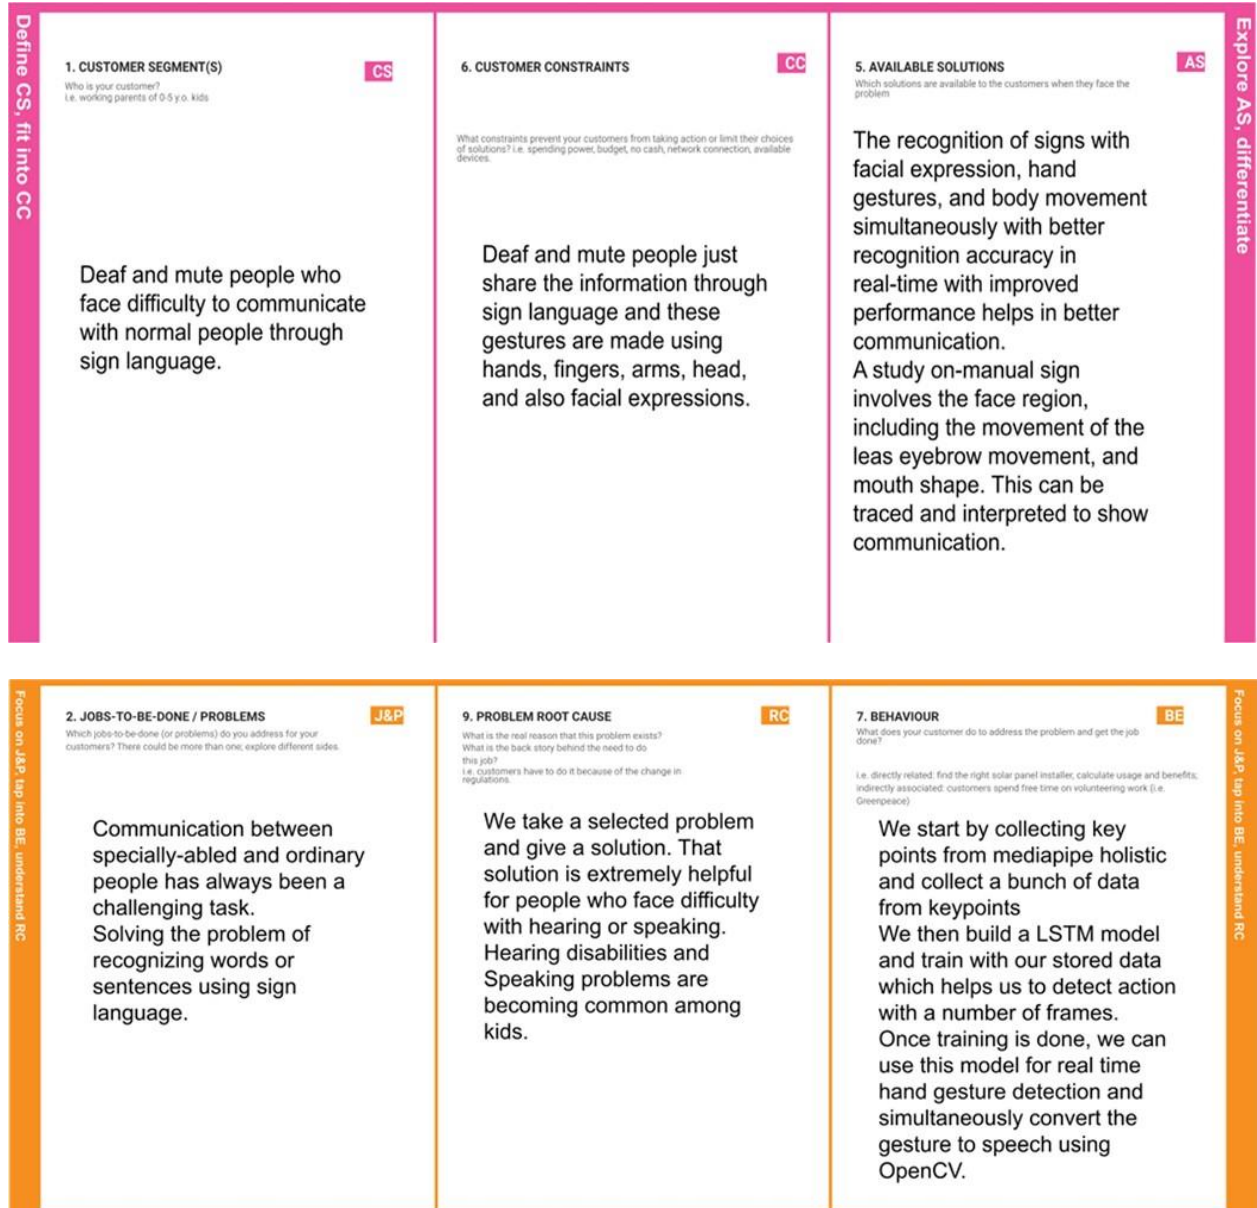 Define CS, fit into CC
1. CUSTOMER SEGMENT(S)
CS
Who is your customer?
i.e. working parents of 0-5 y.o. kids
Deaf and mute people who
face difficulty to communicate
with normal people through
sign language.
6. CUSTOMER CONSTRAINTS
CC
What constraints prevent your customers from taking action or limit their choices
of solutions? i.e. spending power, budget, no cash, network connection, available
devices.
Deaf and mute people just
share the information through
sign language and these
gestures are made using
hands, fingers, arms, head,
and also facial expressions.
5. AVAILABLE SOLUTIONS
AS
Which solutions are available to the customers when they face the
problem
The recognition of signs with
facial expression, hand
gestures, and body movement
simultaneously with better
recognition accuracy in
real-time with improved
performance helps in better
communication.
A study on-manual sign
involves the face region,
including the movement of the
leas eyebrow movement, and
mouth shape. This can be
traced and interpreted to show
communication.
Explore AS, differentiate
Focus on J&P, tap into BE, understand RC
2. JOBS-TO-BE-DONE / PROBLEMS
J&P
Which jobs-to-be-done (or problems) do you address for your
customers? There could be more than one; explore different sides.
Communication between
specially-abled and ordinary
people has always been a
challenging task.
Solving the problem of
recognizing words or
sentences using sign
language.
9. PROBLEM ROOT CAUSE
RC
What is the real reason that this problem exists?
What is the back story behind the need to do
this job?
i.e. customers have to do it because of the change in
regulations.
We take a selected problem
and give a solution. That
solution is extremely helpful
for people who face difficulty
with hearing or speaking.
Hearing disabilities and
Speaking problems are
becoming common among
kids.
7. BEHAVIOUR
BE
What does your customer do to address the problem and get the job
done?
i.e. directly related: find the right solar panel installer, calculate usage and benefits;
indirectly associated: customers spend free time on volunteering work (i.e.
Greenpeace)
We start by collecting key
points from mediapipe holistic
and collect a bunch of data
from keypoints
We then build a LSTM model
and train with our stored data
which helps us to detect action
with a number of frames.
Once training is done, we can
use this model for real time
hand gesture detection and
simultaneously convert the
gesture to speech using
OpenCV.
Focus on J&P, tap into BE, understand RC